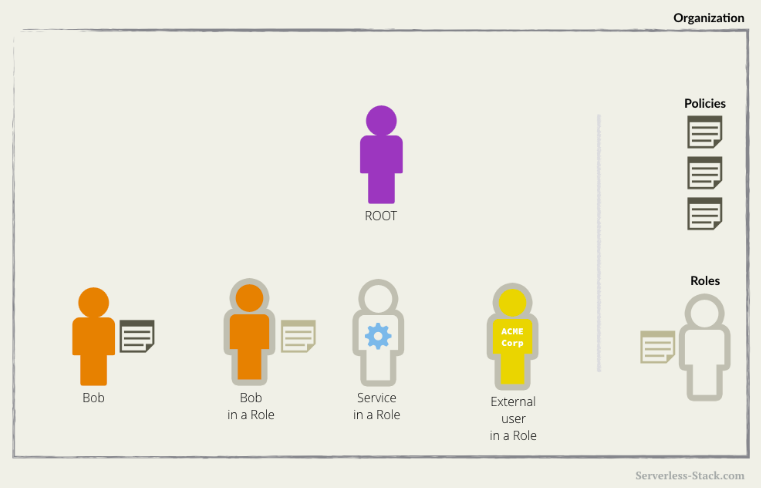 Organization
Policies
ROOT
Roles
ACME
Corp
Bob
Bob
in a Role
Service
in a Role
External
user
in a Role
Serverless-Stack.com